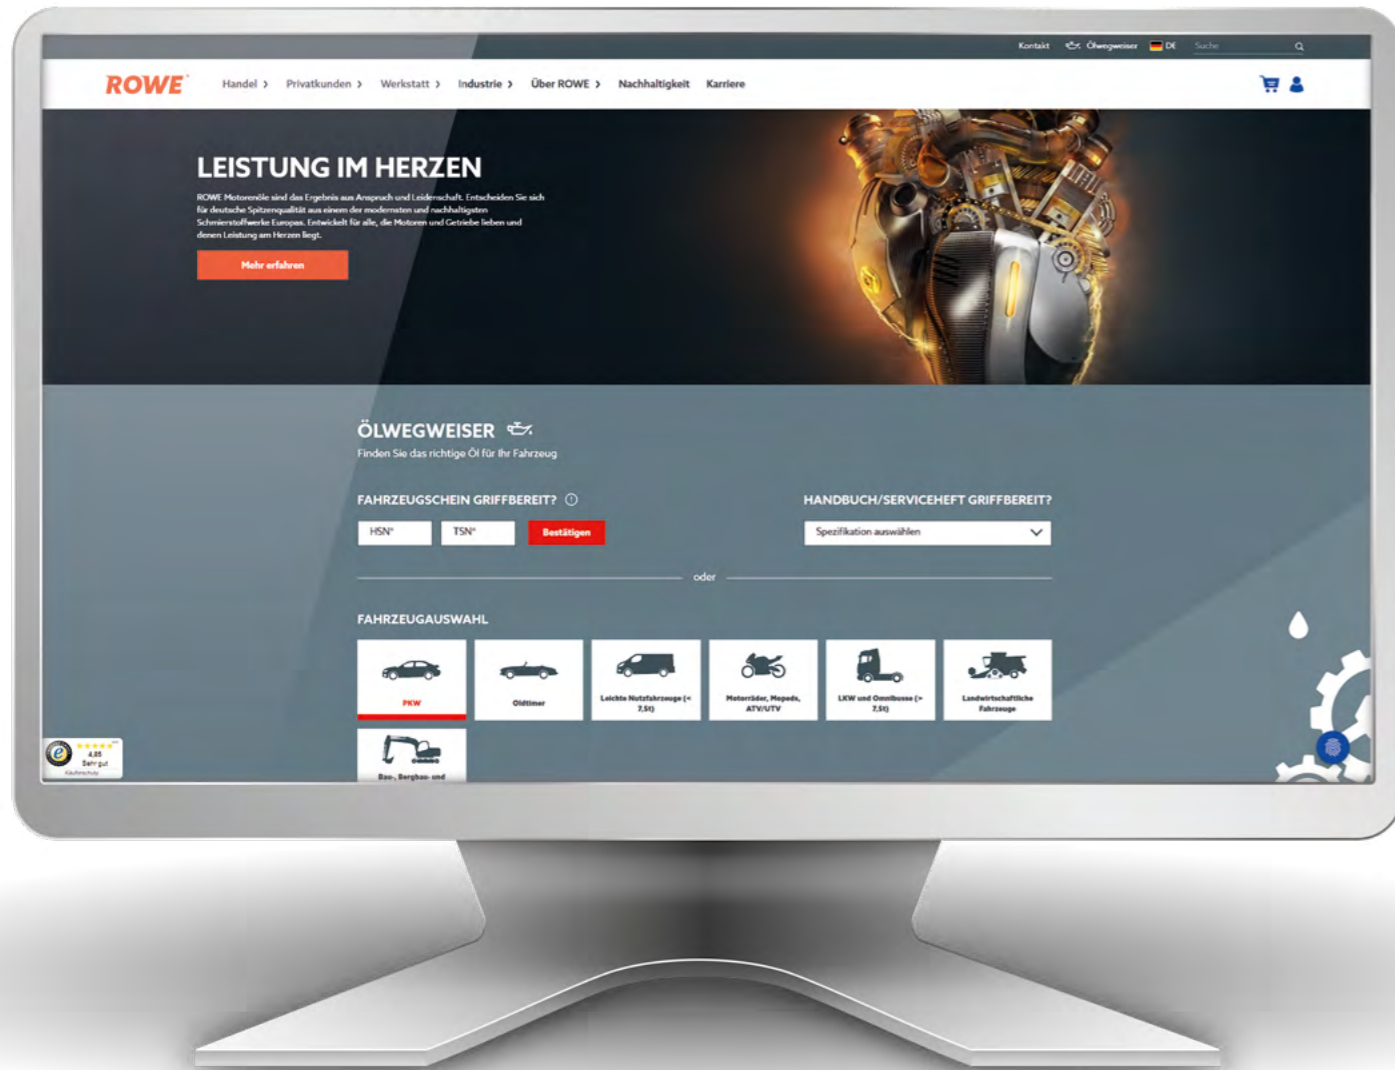 Kontakt Ölwegweiser DE Suche
ROWE Handel Privatkunden Werkstatt Industrie Über ROWE Nachhaltigkeit Karriere
LEISTUNG IM HERZEN
ROWE Motorenöle sind das Ergebnis aus Anspruch und Leidenschaft. Entscheiden Sie sich
für deutsche Spitzenqualität aus einem der modernsten und nachhaltigsten
Schmierstoffwerke Europas. Entwickelt für alle, die Motoren und Getriebe lieben und
denen Leistung am Herzen liegt.
Mehr erfahren
ÖLWEGWEISER
Finden Sie das richtige Öl für Ihr Fahrzeug
FAHRZEUGSCHEIN GRIFFBEREIT?
HSN* TSN* Bestätigen
HANDBUCH/SERVICEHEFT GRIFFBEREIT?
Spezifikation auswählen
oder
FAHRZEUGAUSWAHL
PKW
Oldtimer
Leichte Nutzfahrzeuge (<
7,5t)
Motorräder, Mopeds,
ATV/UTV
LKW und Omnibusse (>
7,5t)
Landwirtschaftliche
Fahrzeuge
Bau-, Bergbau- und
4,85
Sehr gut
Käuferschutz